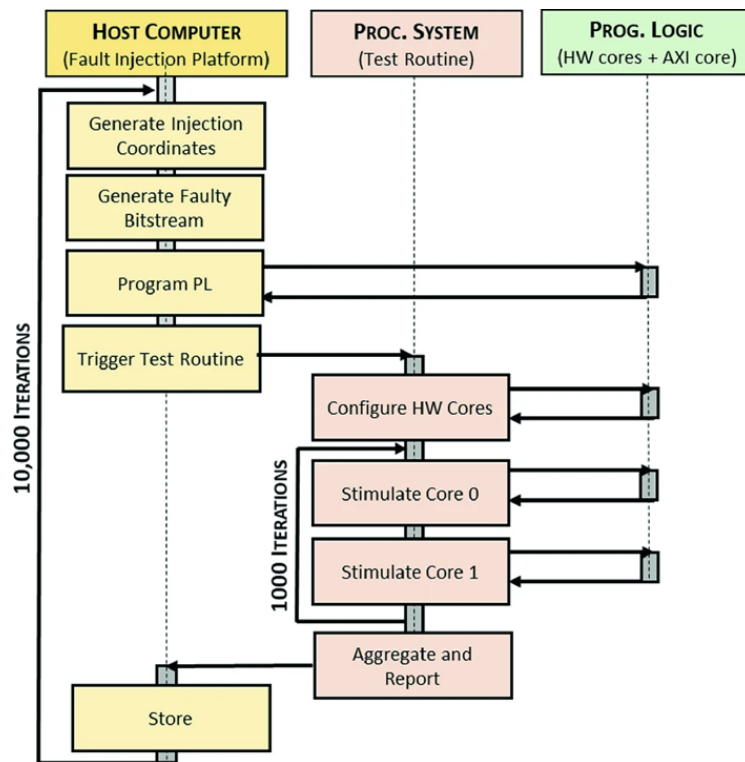 HOST COMPUTER
(Fault Injection Platform)
PROC. SYSTEM
(Test Routine)
PROG. LOGIC
(HW cores + AXI core)
Generate Injection
Coordinates
Generate Faulty
Bitstream
Program PL
Trigger Test Routine
Configure HW Cores
10,000 ITERATIONS
Stimulate Core 0
1000 ITERATIONS
Stimulate Core 1
Aggregate and
Report
Store